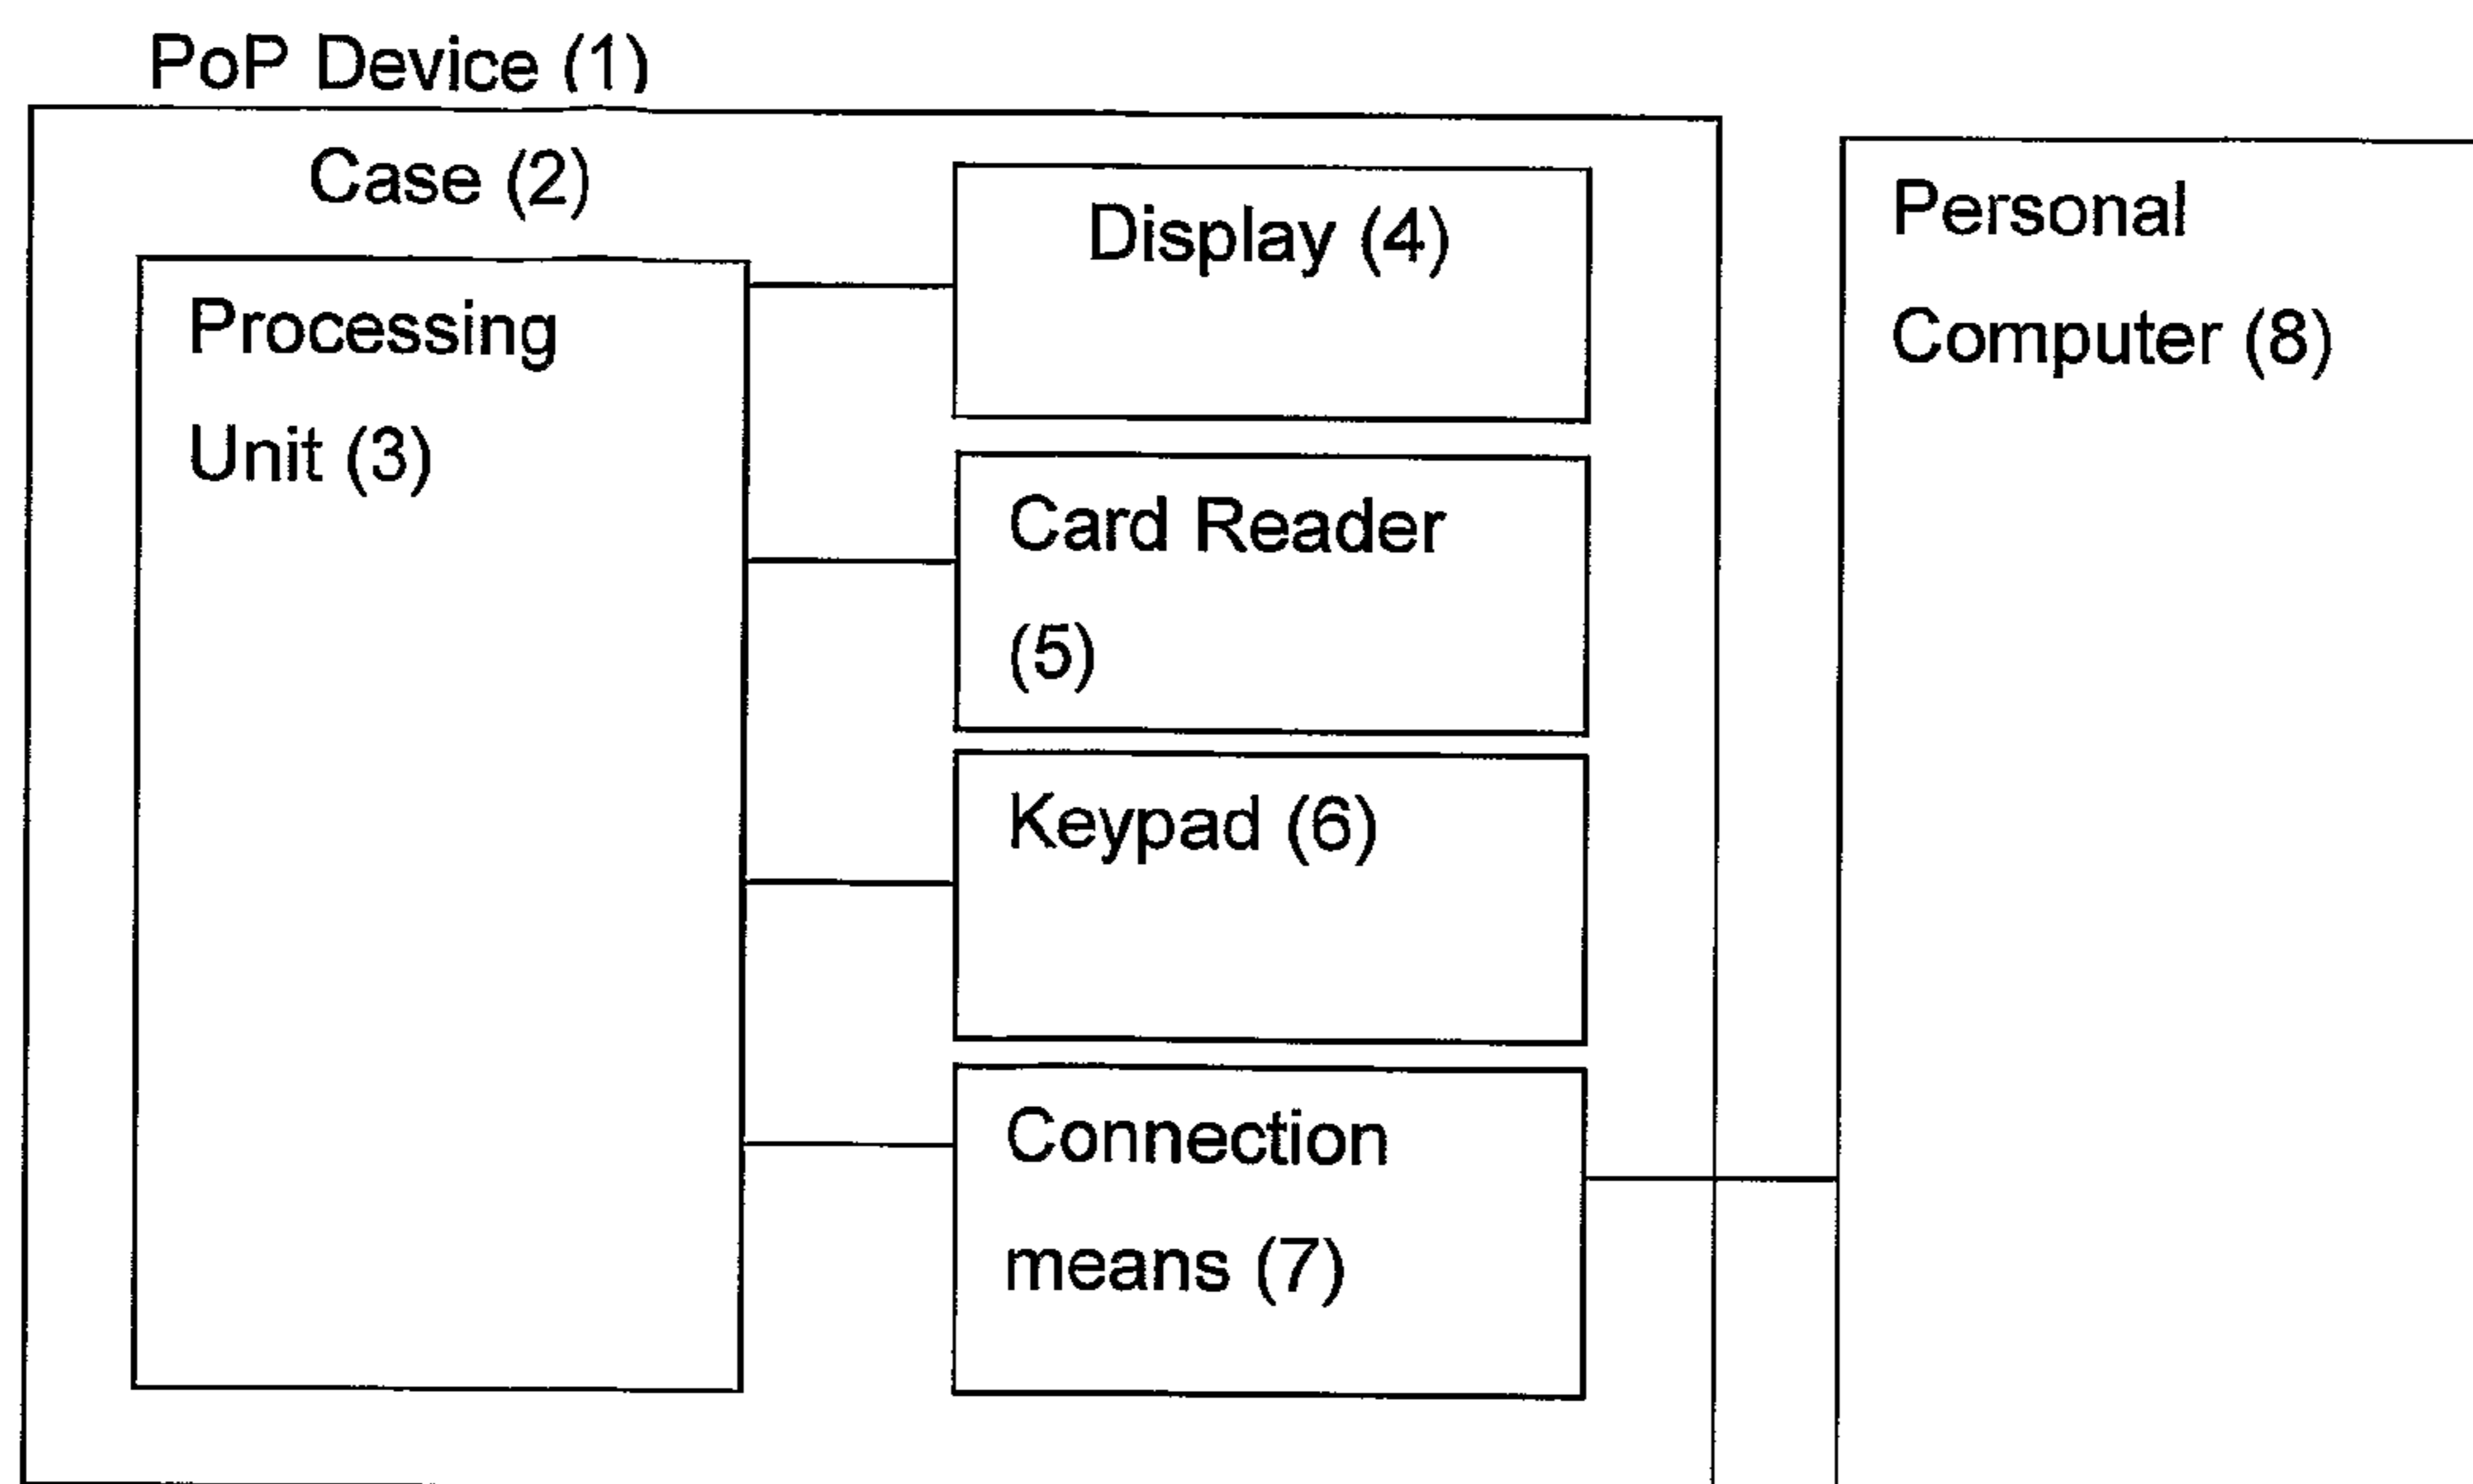 PoP Device (1)
Case (2)
Processing
Unit (3)
Display (4)
Card Reader
(5)
Keypad (6)
Connection
means (7)
Personal
Computer (8)